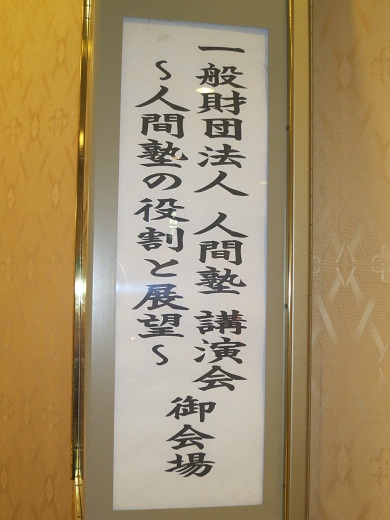 一般財団法人 人間塾 講演会
～人間塾の役割と展望～
御会場